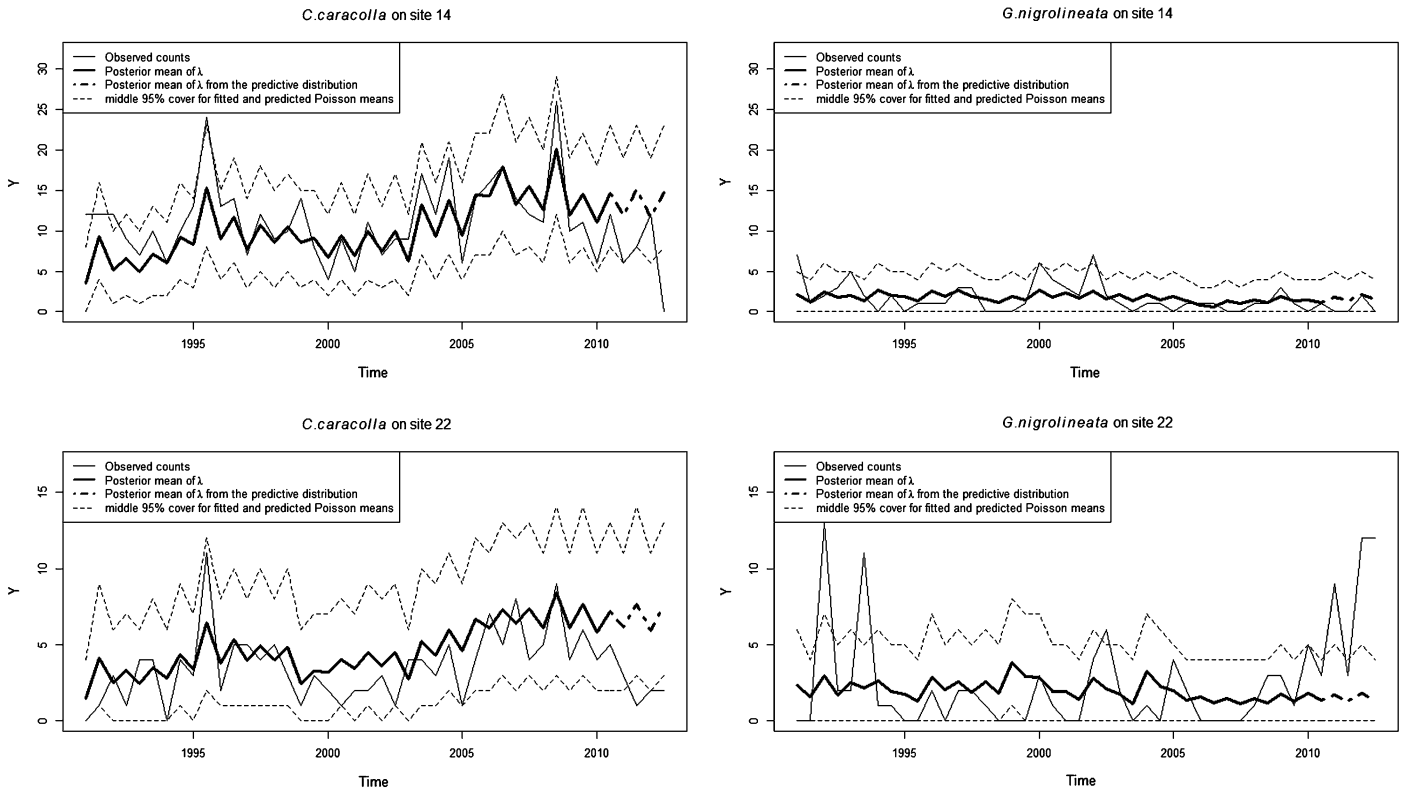 C.caracolla on site 14
Observed counts
Posterior mean of λ
Posterior mean of λ from the predictive distribution
middle 95% cover for fitted and predicted Poisson means
Y
0
5
10
15
20
25
30
1995
2000
2005
2010
Time
G.nigrolineata on site 14
Observed counts
Posterior mean of λ
Posterior mean of λ from the predictive distribution
middle 95% cover for fitted and predicted Poisson means
Y
0
5
10
15
20
25
30
1995
2000
2005
2010
Time
C.caracolla on site 22
Observed counts
Posterior mean of λ
Posterior mean of λ from the predictive distribution
middle 95% cover for fitted and predicted Poisson means
Y
0
5
10
15
1995
2000
2005
2010
Time
G.nigrolineata on site 22
Observed counts
Posterior mean of λ
Posterior mean of λ from the predictive distribution
middle 95% cover for fitted and predicted Poisson means
Y
0
5
10
15
1995
2000
2005
2010
Time